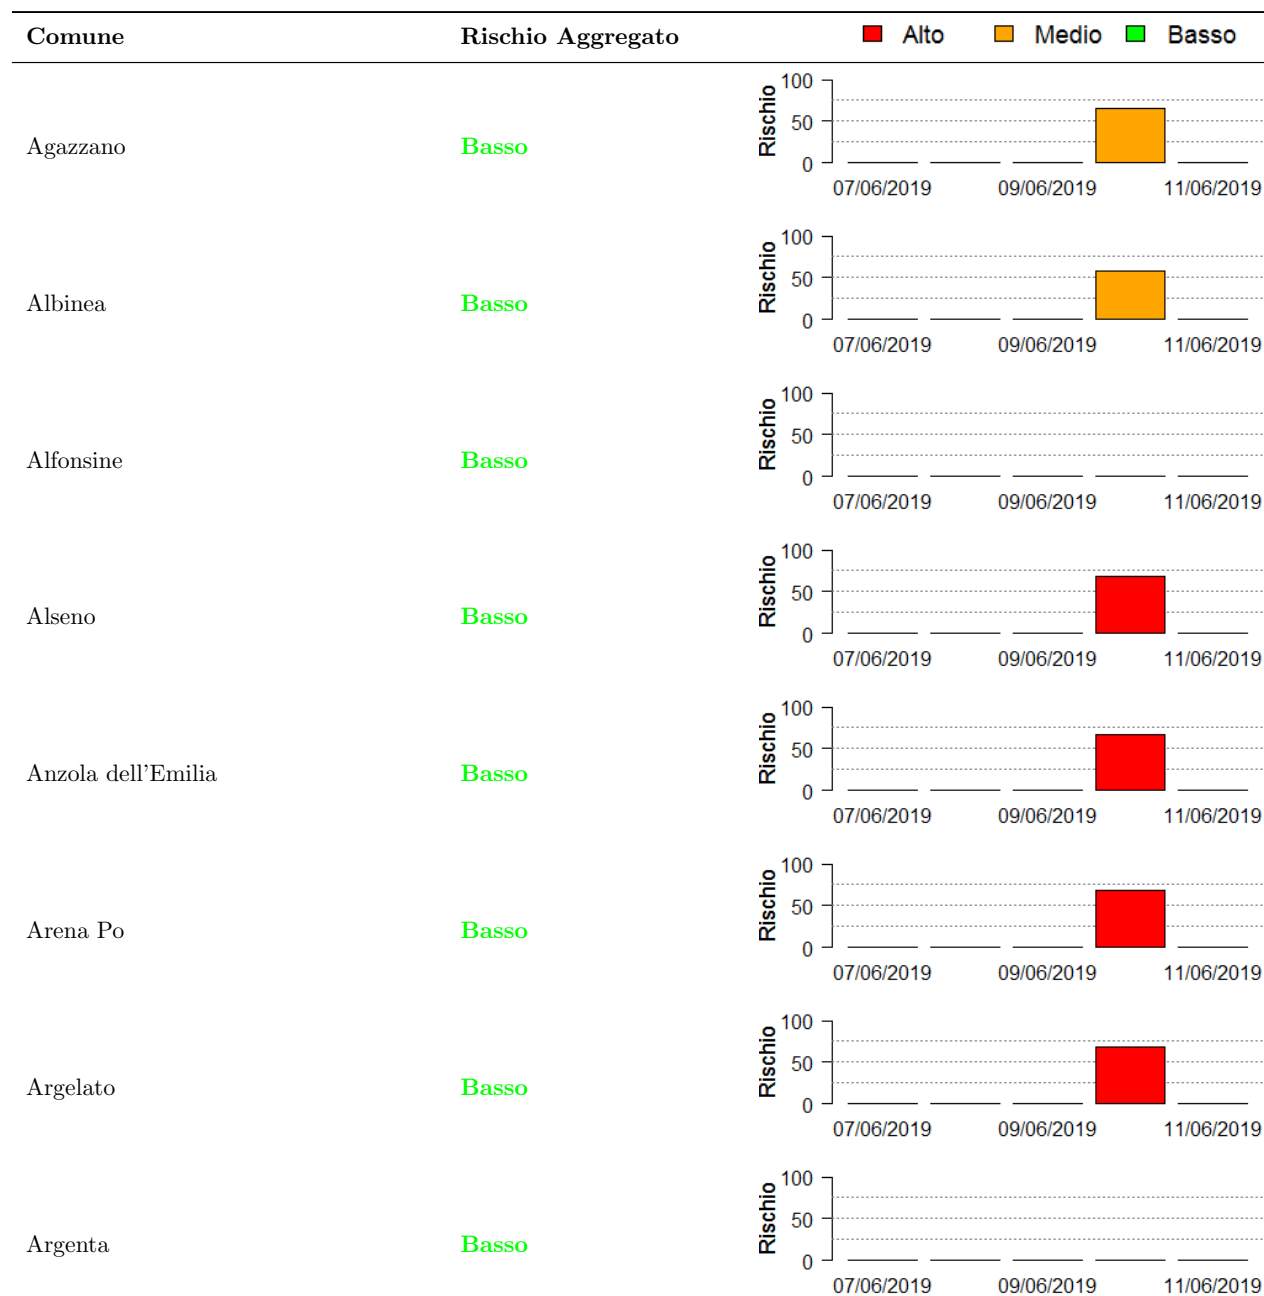 Comune Rischio Aggregato Alto Medio Basso
100
50
0
Rischio
Agazzano Basso
07/06/2019 09/06/2019 11/06/2019
100
50
0
Rischio
Albinea Basso
07/06/2019 09/06/2019 11/06/2019
100
50
0
Rischio
Alfonsine Basso
07/06/2019 09/06/2019 11/06/2019
100
50
0
Rischio
Alseno Basso
07/06/2019 09/06/2019 11/06/2019
100
50
0
Rischio
Anzola dell'Emilia Basso
07/06/2019 09/06/2019 11/06/2019
100
50
0
Rischio
Arena Po Basso
07/06/2019 09/06/2019 11/06/2019
100
50
0
Rischio
Argelato Basso
07/06/2019 09/06/2019 11/06/2019
100
50
0
Rischio
Argenta Basso
07/06/2019 09/06/2019 11/06/2019